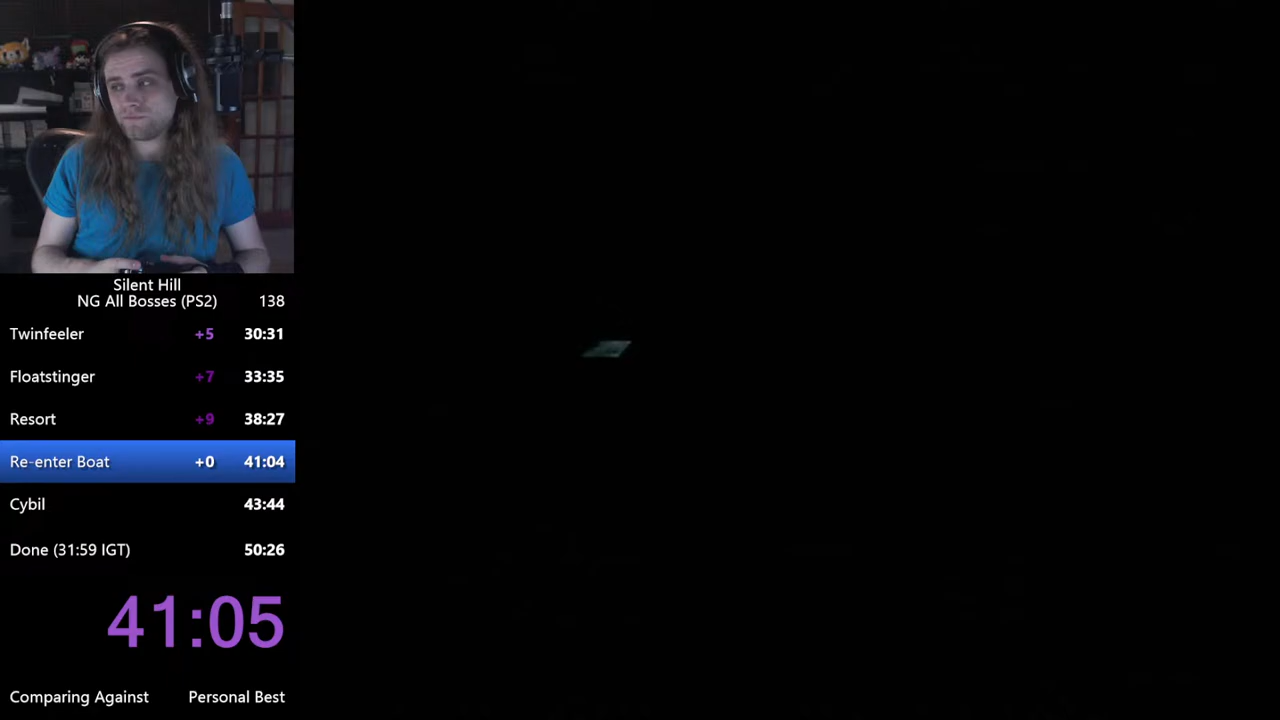 Silent Hill
NG All Bosses (PS2) 138
Twinfeeler +5 30:31
Floatstinger +7 33:35
Resort +9 38:27
Re-enter Boat +0 41:04
Cybil 43:44
Done (31:59 IGT) 50:26
41:05
Comparing Against Personal Best